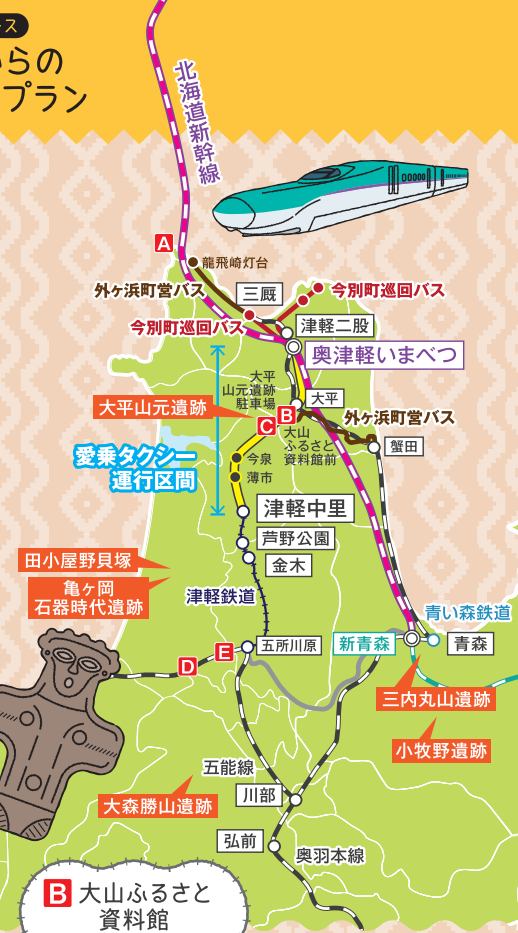 らの
プラン
北海道新幹線
A
龍飛崎灯台
外ヶ浜町営バス
三厩
今別町巡回バス
今別町巡回バス
津軽二股
奥津軽いまべつ
大平
山元遺跡
駐車場
大平
大平山元遺跡
B
C
外ヶ浜町営バス
大山
ふるさと
資料館前
蟹田
愛乗タクシー
運行区間
今泉
薄市
津軽中里
芦野公園
金木
田小屋野貝塚
亀ヶ岡
石器時代遺跡
津軽鉄道
青い森鉄道
五所川原
新青森
青森
E
D
三内丸山遺跡
小牧野遺跡
五能線
川部
大森勝山遺跡
弘前
奥羽本線
B 大山ふるさと
資料館